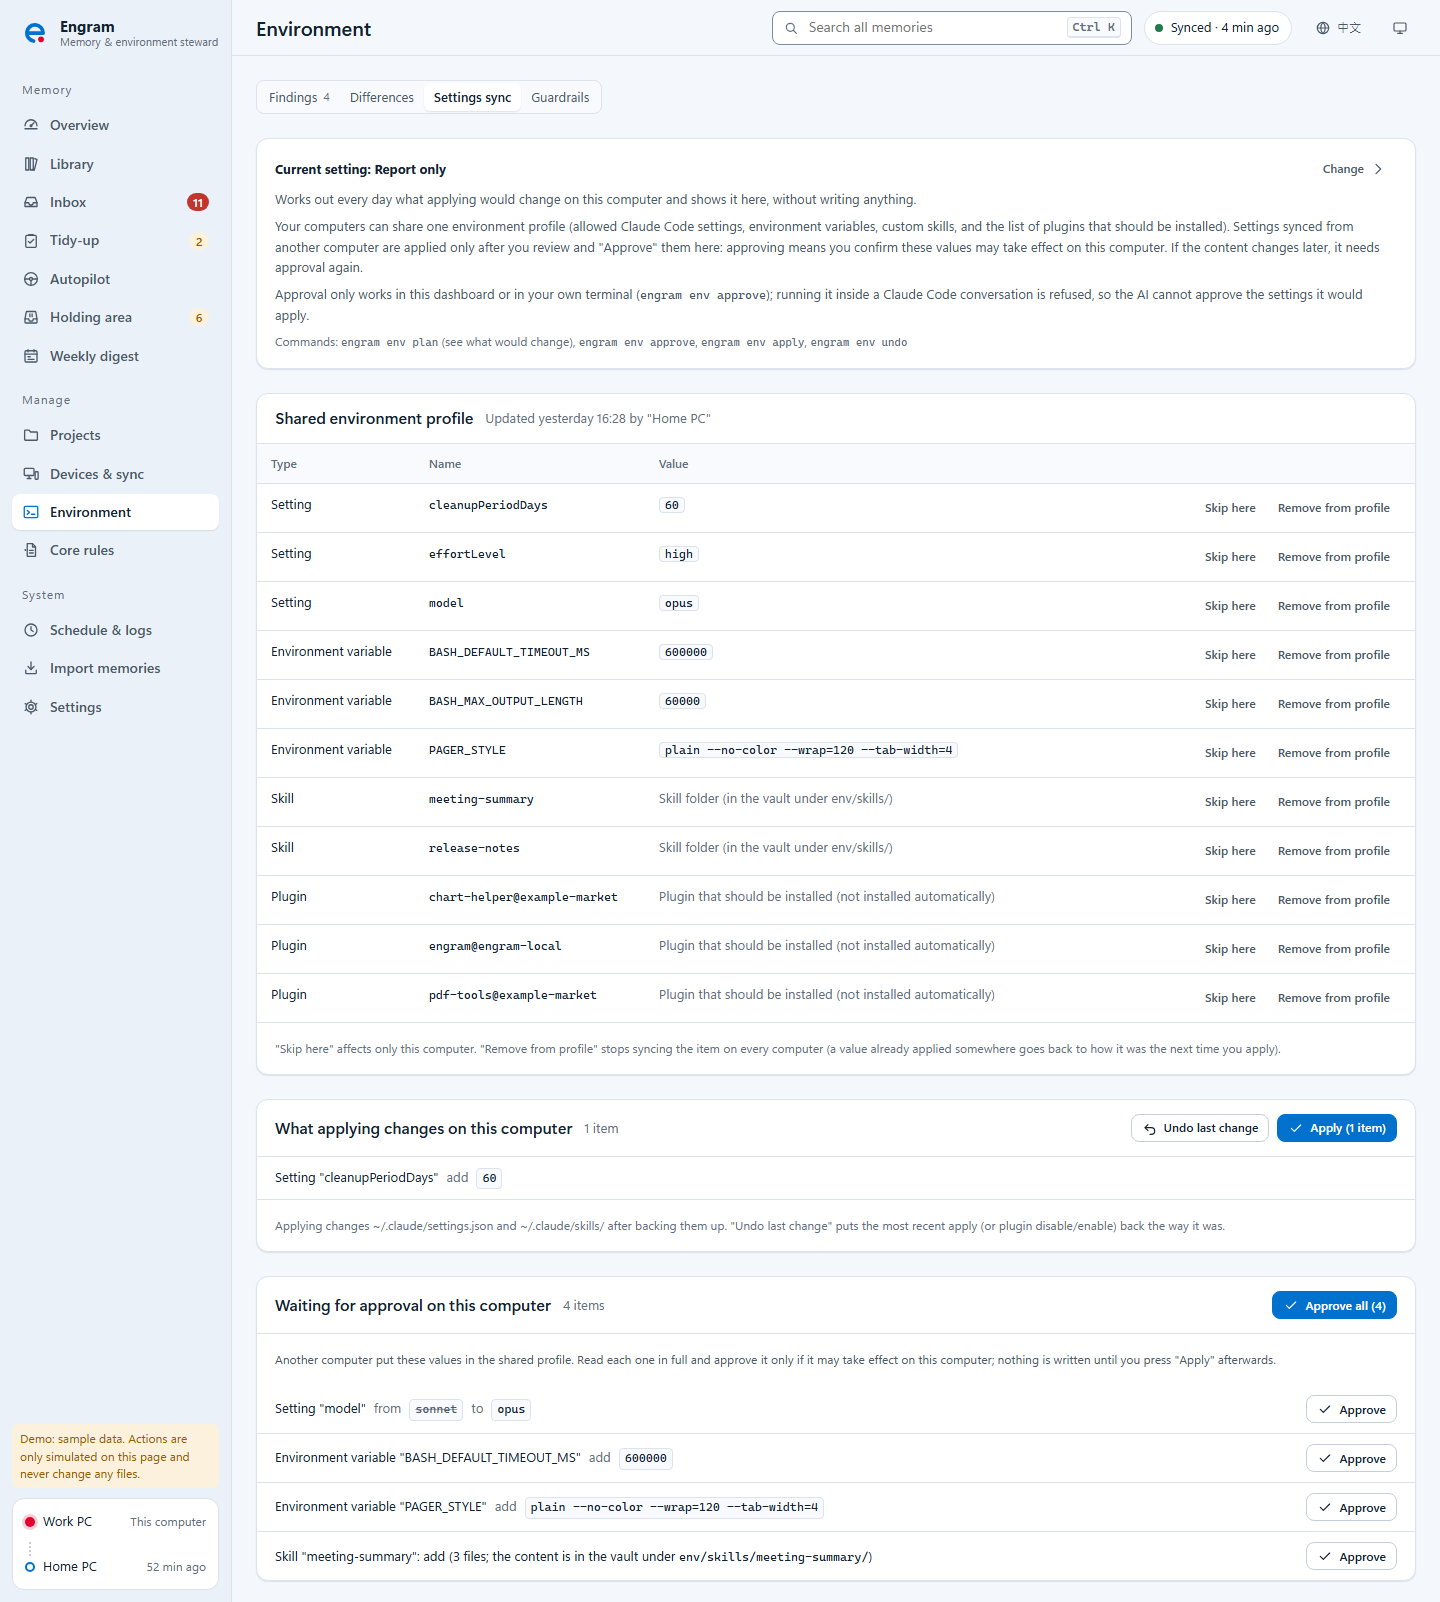 Engram
Memory & environment steward
Memory
Overview
Library
Inbox 11
Tidy-up 2
Autopilot
Holding area 6
Weekly digest
Manage
Projects
Devices & sync
Environment
Core rules
System
Schedule & logs
Import memories
Settings
Demo: sample data. Actions are
only simulated on this page and
never change any files.
Work PC This computer
Home PC 52 min ago
Environment
Search all memories Ctrl K
Synced · 4 min ago
中文
Findings 4 Differences Settings sync Guardrails
Current setting: Report only Change
Works out every day what applying would change on this computer and shows it here, without writing anything.
Your computers can share one environment profile (allowed Claude Code settings, environment variables, custom skills, and the list of plugins that should be installed). Settings synced from
another computer are applied only after you review and "Approve" them here: approving means you confirm these values may take effect on this computer. If the content changes later, it needs
approval again.
Approval only works in this dashboard or in your own terminal (engram env approve); running it inside a Claude Code conversation is refused, so the AI cannot approve the settings it would
apply.
Commands: engram env plan (see what would change), engram env approve, engram env apply, engram env undo
Shared environment profile Updated yesterday 16:28 by "Home PC"
Type Name Value
Setting cleanupPeriodDays 60 Skip here Remove from profile
Setting effortLevel high Skip here Remove from profile
Setting model opus Skip here Remove from profile
Environment variable BASH_DEFAULT_TIMEOUT_MS 600000 Skip here Remove from profile
Environment variable BASH_MAX_OUTPUT_LENGTH 60000 Skip here Remove from profile
Environment variable PAGER_STYLE plain --no-color --wrap=120 --tab-width=4 Skip here Remove from profile
Skill meeting-summary Skill folder (in the vault under env/skills/) Skip here Remove from profile
Skill release-notes Skill folder (in the vault under env/skills/) Skip here Remove from profile
Plugin chart-helper@example-market Plugin that should be installed (not installed automatically) Skip here Remove from profile
Plugin engram@engram-local Plugin that should be installed (not installed automatically) Skip here Remove from profile
Plugin pdf-tools@example-market Plugin that should be installed (not installed automatically) Skip here Remove from profile
"Skip here" affects only this computer. "Remove from profile" stops syncing the item on every computer (a value already applied somewhere goes back to how it was the next time you apply).
What applying changes on this computer 1 item Undo last change Apply (1 item)
Setting "cleanupPeriodDays" add 60
Applying changes ~/.claude/settings.json and ~/.claude/skills/ after backing them up. "Undo last change" puts the most recent apply (or plugin disable/enable) back the way it was.
Waiting for approval on this computer 4 items Approve all (4)
Another computer put these values in the shared profile. Read each one in full and approve it only if it may take effect on this computer; nothing is written until you press "Apply" afterwards.
Setting "model" from sonnet to opus Approve
Environment variable "BASH_DEFAULT_TIMEOUT_MS" add 600000 Approve
Environment variable "PAGER_STYLE" add plain --no-color --wrap=120 --tab-width=4 Approve
Skill "meeting-summary": add (3 files; the content is in the vault under env/skills/meeting-summary/) Approve